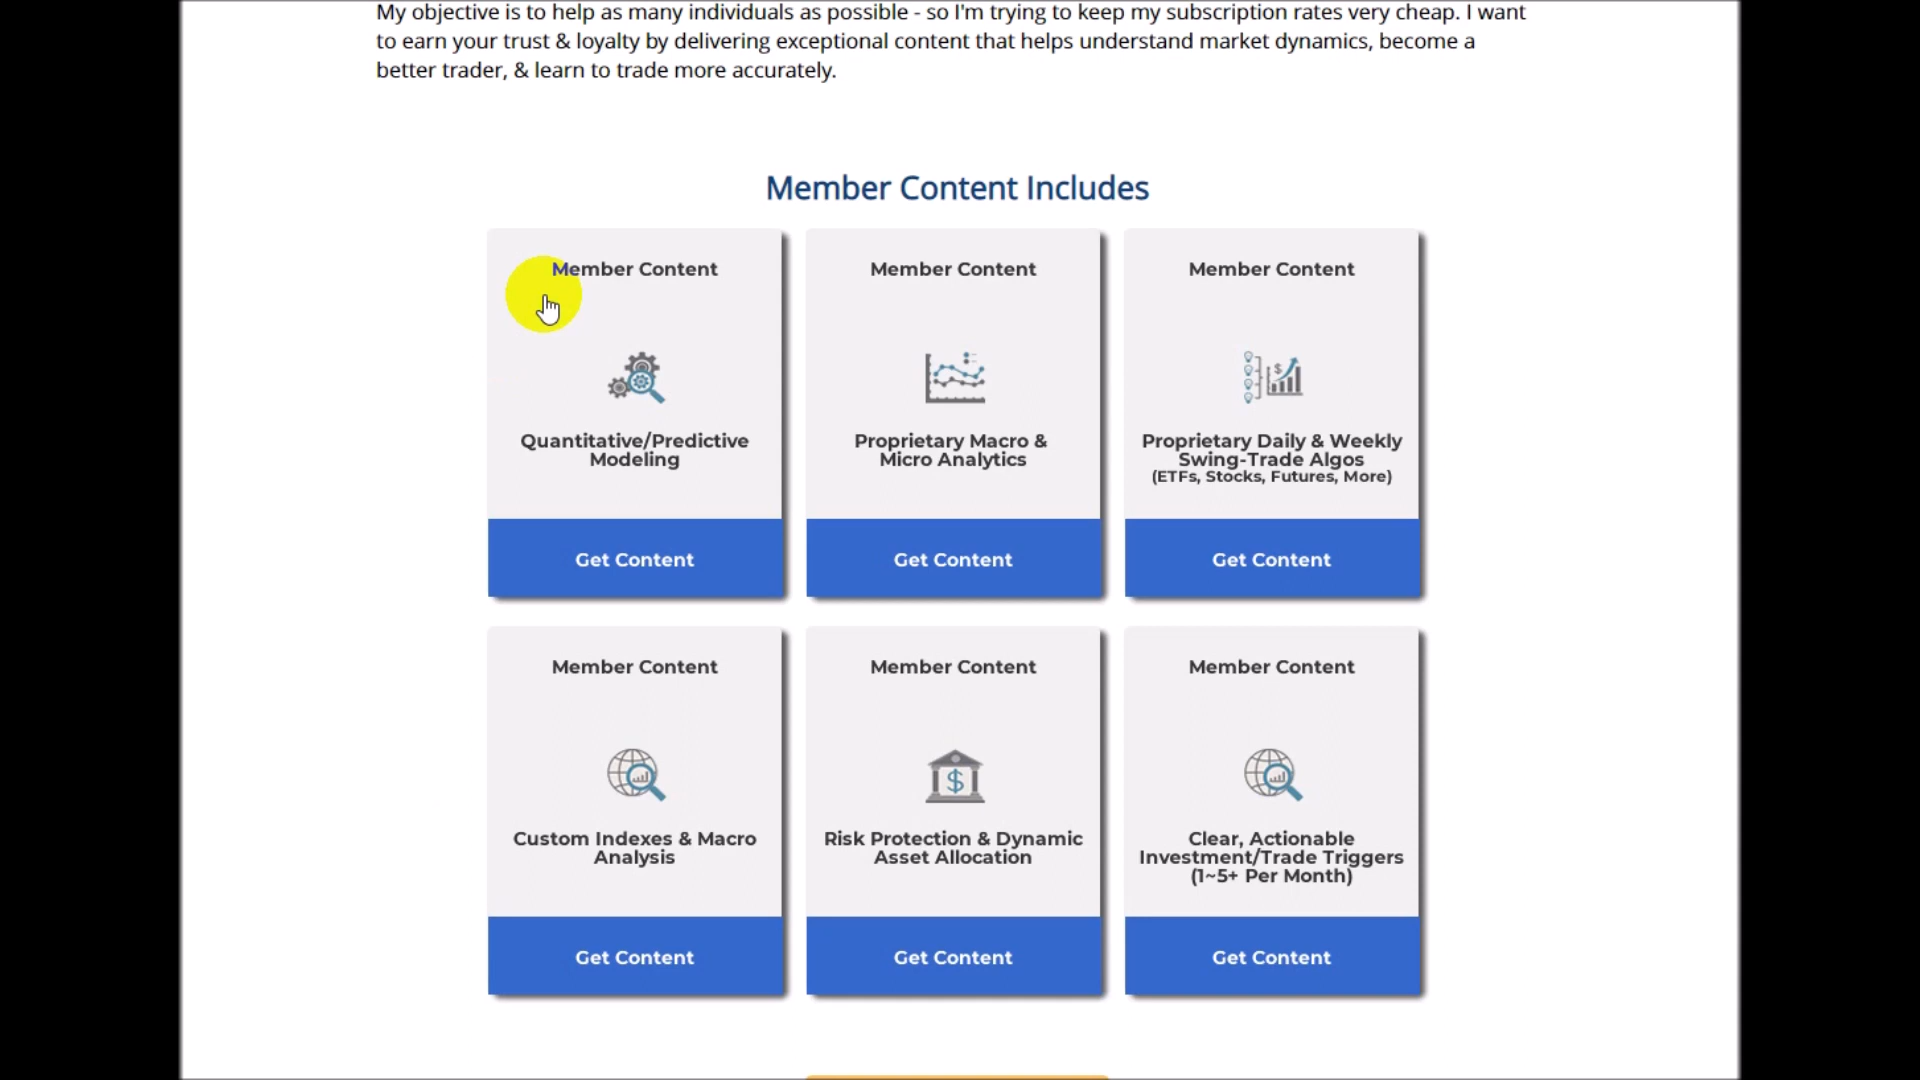 My objective is to help as many individuals as possible - so I'm trying to keep my subscription rates very cheap. I want
to earn your trust & loyalty by delivering exceptional content that helps understand market dynamics, become a
better trader, & learn to trade more accurately.
Member Content Includes
Member Content
Quantitative/Predictive
Modeling
Get Content
Member Content
Proprietary Macro &
Micro Analytics
Get Content
Member Content
Proprietary Daily & Weekly
Swing-Trade Algos
(ETFs, Stocks, Futures, More)
Get Content
Member Content
Custom Indexes & Macro
Analysis
Get Content
Member Content
Risk Protection & Dynamic
Asset Allocation
Get Content
Member Content
Clear, Actionable
Investment/Trade Triggers
(1~5+ Per Month)
Get Content